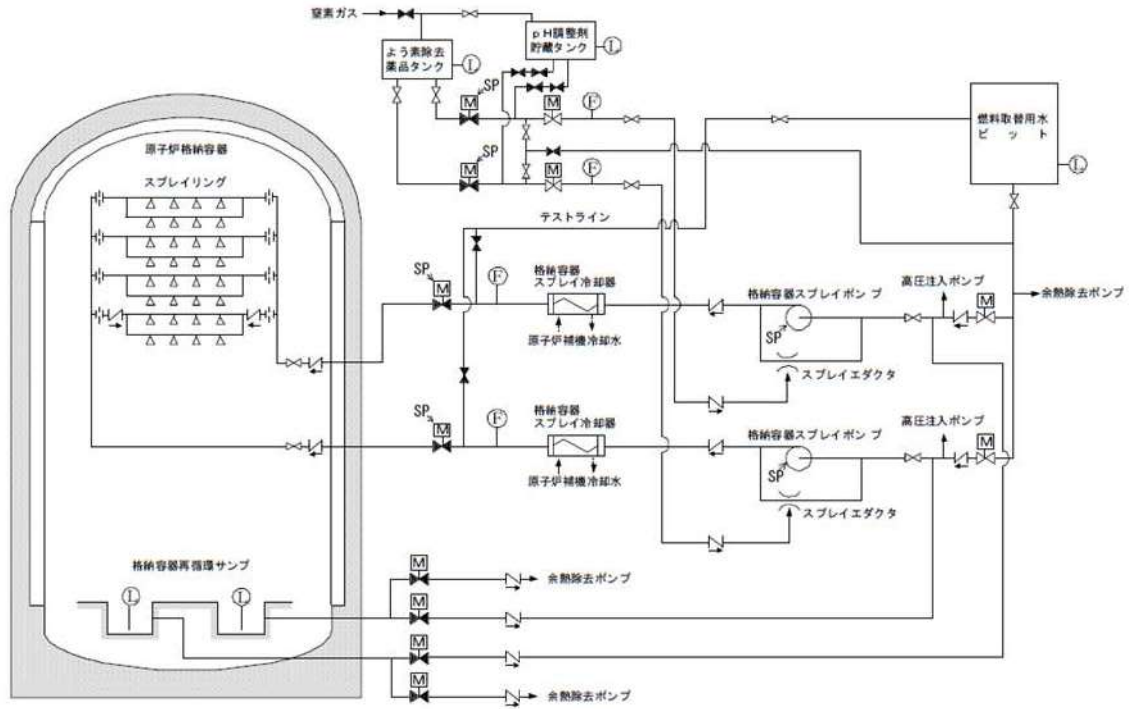 窒素ガス
pH調整剤
貯蔵タンク
L
よう素除去
薬品タンク
L
SP
M
M
F
燃料取替用水
ピット
L
SP
M
M
F
原子炉格納容器
スプレイリング
テストライン
SP
M
F
格納容器
スプレイ冷却器
原子炉補機冷却水
格納容器スプレイポンプ
SP
スプレイエダクタ
高圧注入ポンプ
M
余熱除去ポンプ
SP
M
F
格納容器
スプレイ冷却器
原子炉補機冷却水
格納容器スプレイポンプ
SP
スプレイエダクタ
高圧注入ポンプ
M
格納容器再循環サンプ
L
L
M
余熱除去ポンプ
M
M
M
余熱除去ポンプ